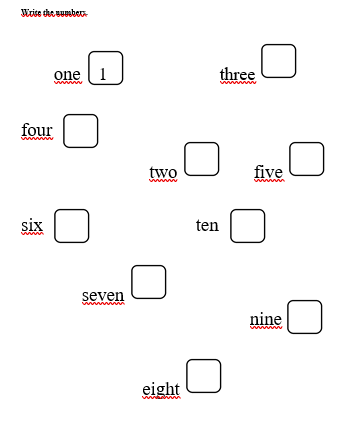 Write the numbers
one 1 three
four
two five
six ten
seven
nine
eight